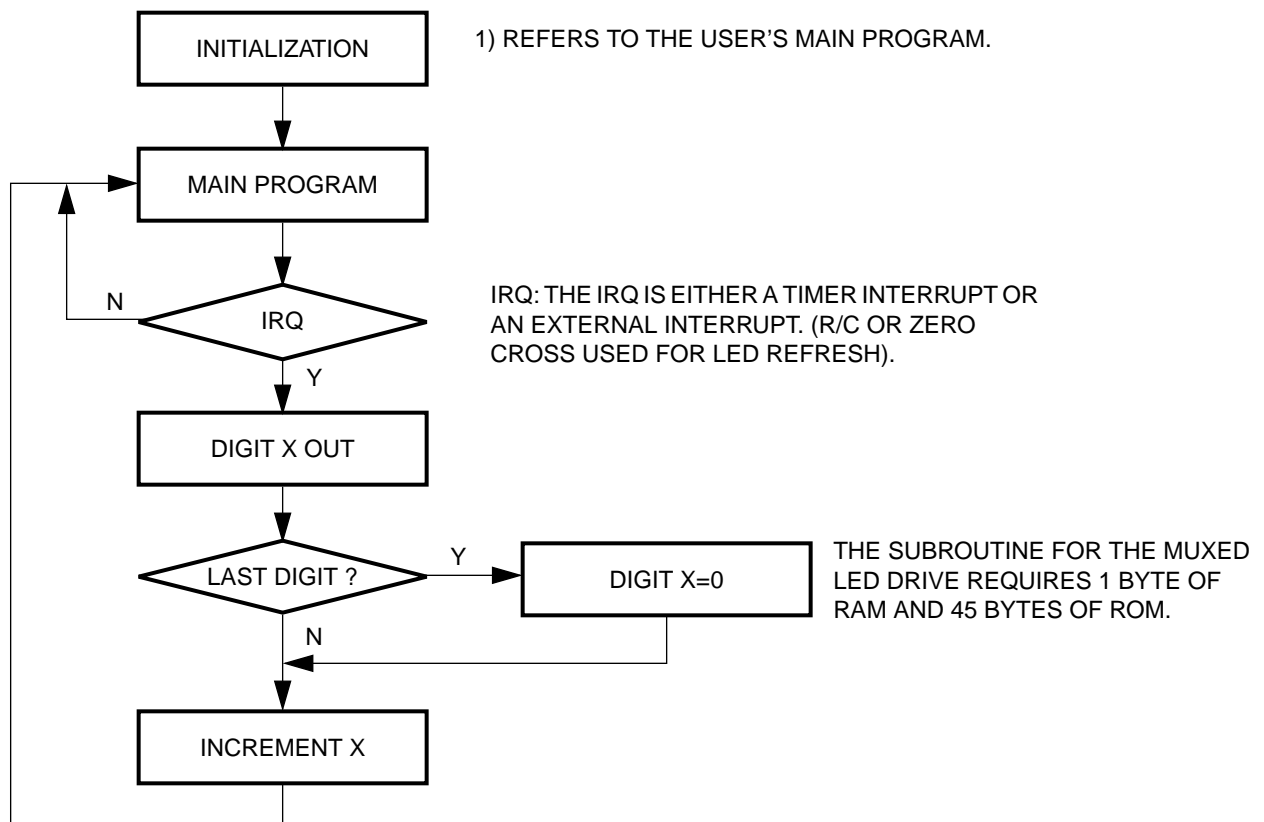 INITIALIZATION
1) REFERS TO THE USER'S MAIN PROGRAM.
MAIN PROGRAM
N
IRQ
IRQ: THE IRQ IS EITHER A TIMER INTERRUPT OR
AN EXTERNAL INTERRUPT. (R/C OR ZERO
CROSS USED FOR LED REFRESH).
Y
DIGIT X OUT
LAST DIGIT ?
Y
DIGIT X=0
THE SUBROUTINE FOR THE MUXED
LED DRIVE REQUIRES 1 BYTE OF
RAM AND 45 BYTES OF ROM.
N
INCREMENT X